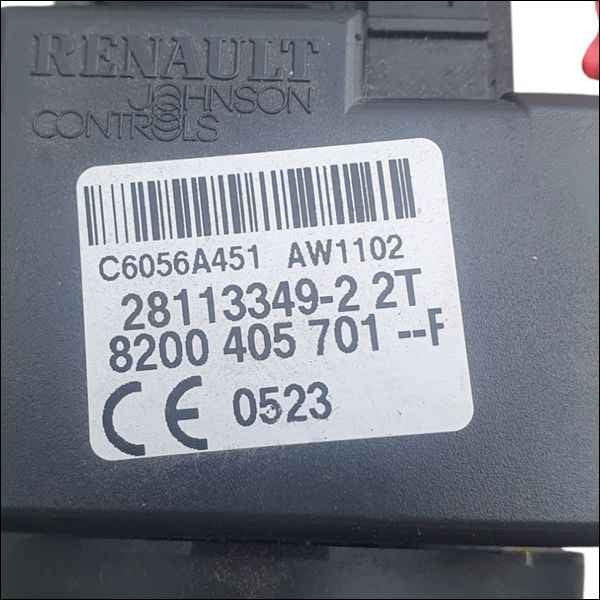 RENAULT
JOHNSON
CONTROLS
C6056A451 AW1102
28113349-2 2T
8200 405 701 --F
CE 0523